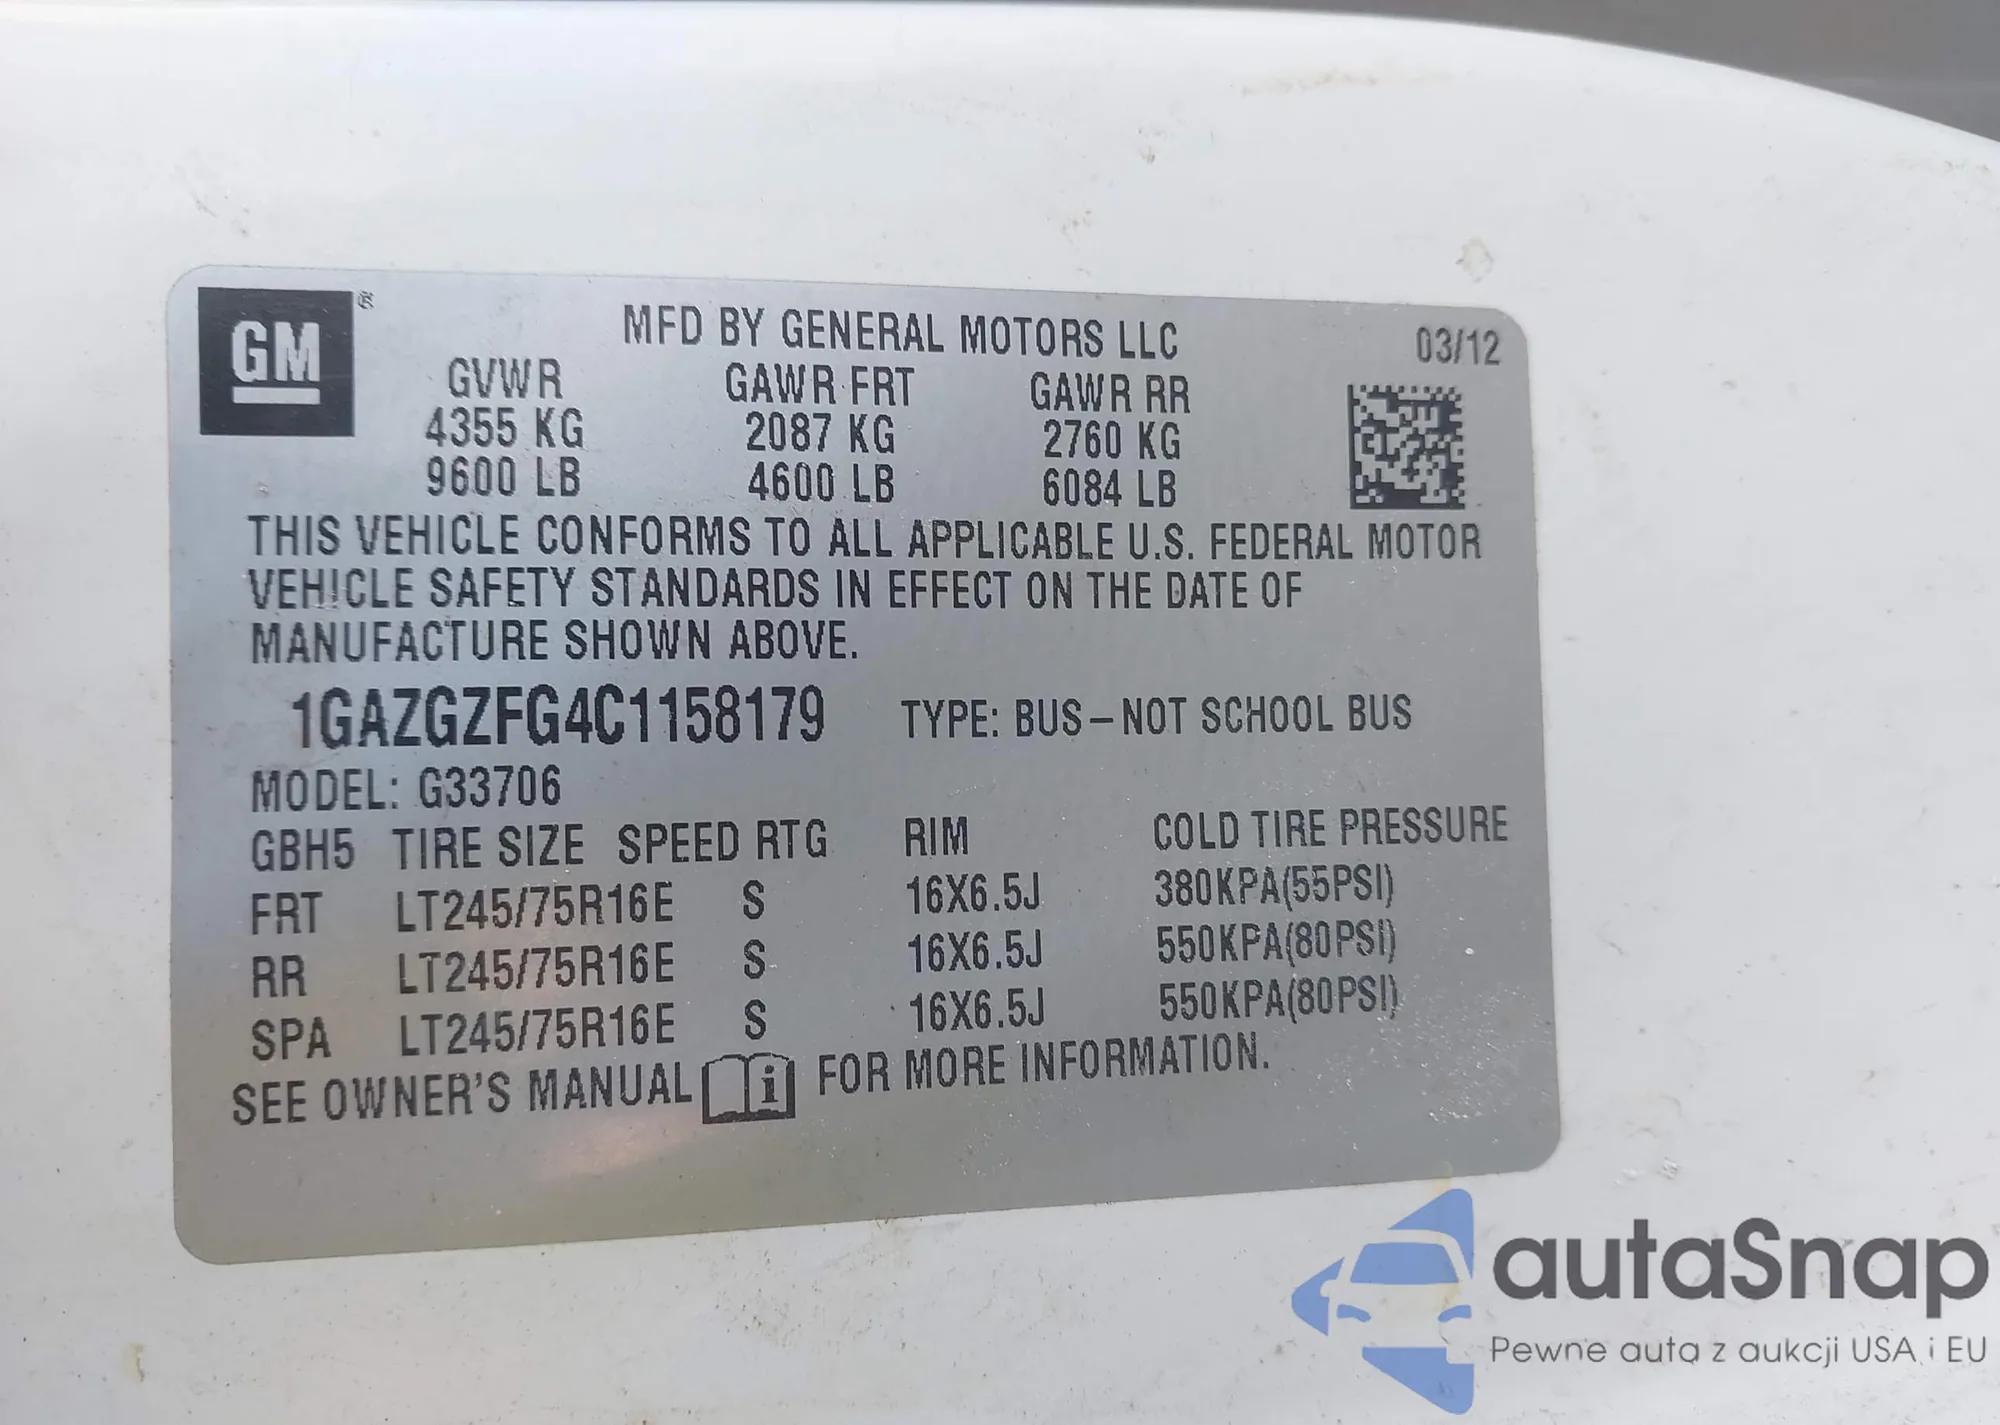 GM ®
MFD BY GENERAL MOTORS LLC 03/12
GVWR GAWR FRT GAWR RR
4355 KG 2087 KG 2760 KG
9600 LB 4600 LB 6084 LB
THIS VEHICLE CONFORMS TO ALL APPLICABLE U.S. FEDERAL MOTOR
VEHICLE SAFETY STANDARDS IN EFFECT ON THE DATE OF
MANUFACTURE SHOWN ABOVE.
1GAZGZFG4C1158179 TYPE: BUS – NOT SCHOOL BUS
MODEL: G33706
GBH5 TIRE SIZE SPEED RTG RIM COLD TIRE PRESSURE
FRT LT245/75R16E S 16X6.5J 380KPA(55PSI)
RR LT245/75R16E S 16X6.5J 550KPA(80PSI)
SPA LT245/75R16E S 16X6.5J 550KPA(80PSI)
SEE OWNER'S MANUAL i FOR MORE INFORMATION.
autaSnap
Pewne auta z aukcji USA i EU